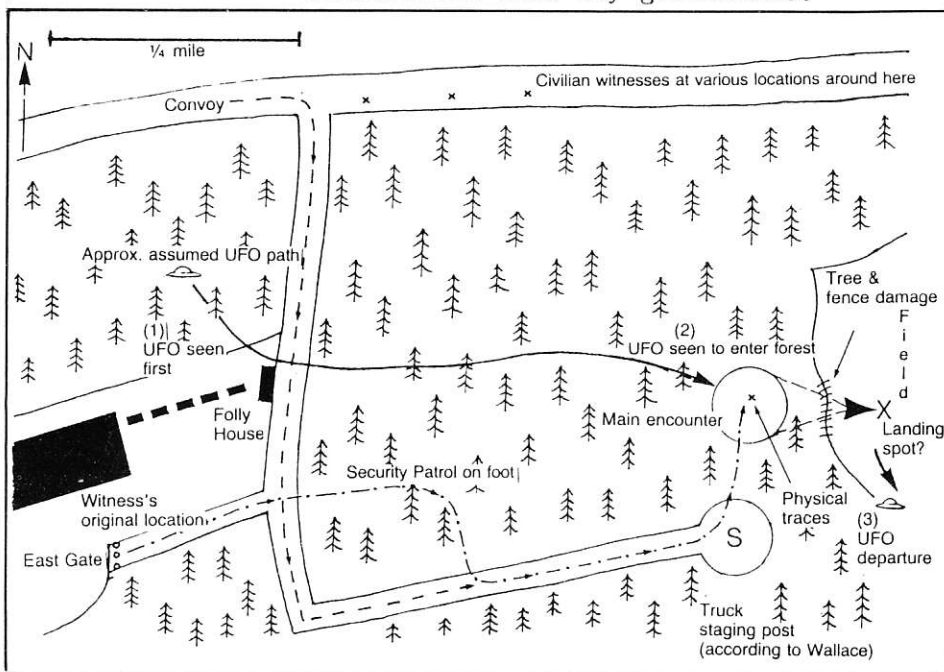 N
¼ mile
Convoy
Civilian witnesses at various locations around here
Approx. assumed UFO path
(1)
UFO seen
first
Folly
House
Witness's
original location
East Gate
Security Patrol on foot
(2)
UFO seen to enter forest
Main encounter
Tree &
fence damage
Field
X
Landing
spot?
Physical
traces
(3)
UFO
departure
S
Truck
staging post
(according to Wallace)